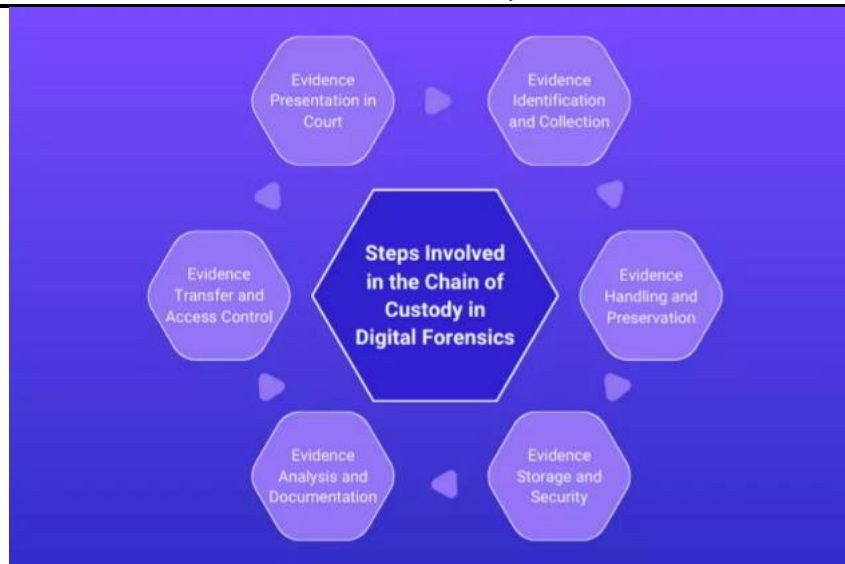 Evidence
Presentation in
Court
Evidence
Identification
and Collection
Evidence
Transfer and
Access Control
Steps Involved
in the Chain of
Custody in
Digital Forensics
Evidence
Handling and
Preservation
Evidence
Analysis and
Documentation
Evidence
Storage and
Security